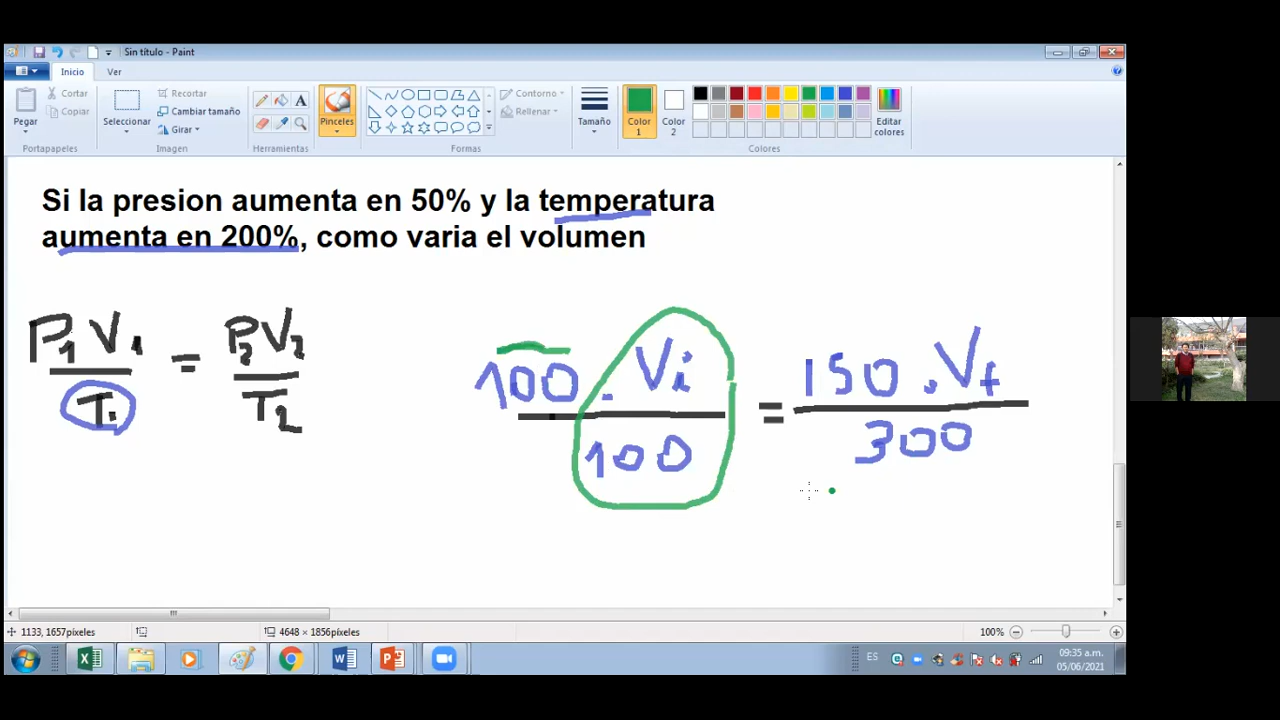 Sin título - Paint
Inicio
Ver
Pegar
Cortar
Copiar
Portapapeles
Seleccionar
Recortar
Cambiar tamaño
Girar
Imagen
A
Herramientas
Pinceles
Contorno
Rellenar
Formas
Tamaño
Color
1
Color
2
Editar
colores
Colores
Si la presion aumenta en 50% y la temperatura
aumenta en 200%, como varia el volumen
P1 V1 = P2 V2
T1 T2
100 . Vi = 150 . Vf
100 300
1133, 1657píxeles
4648 × 1856píxeles
100%
ES
09:35 a.m.
05/06/2021